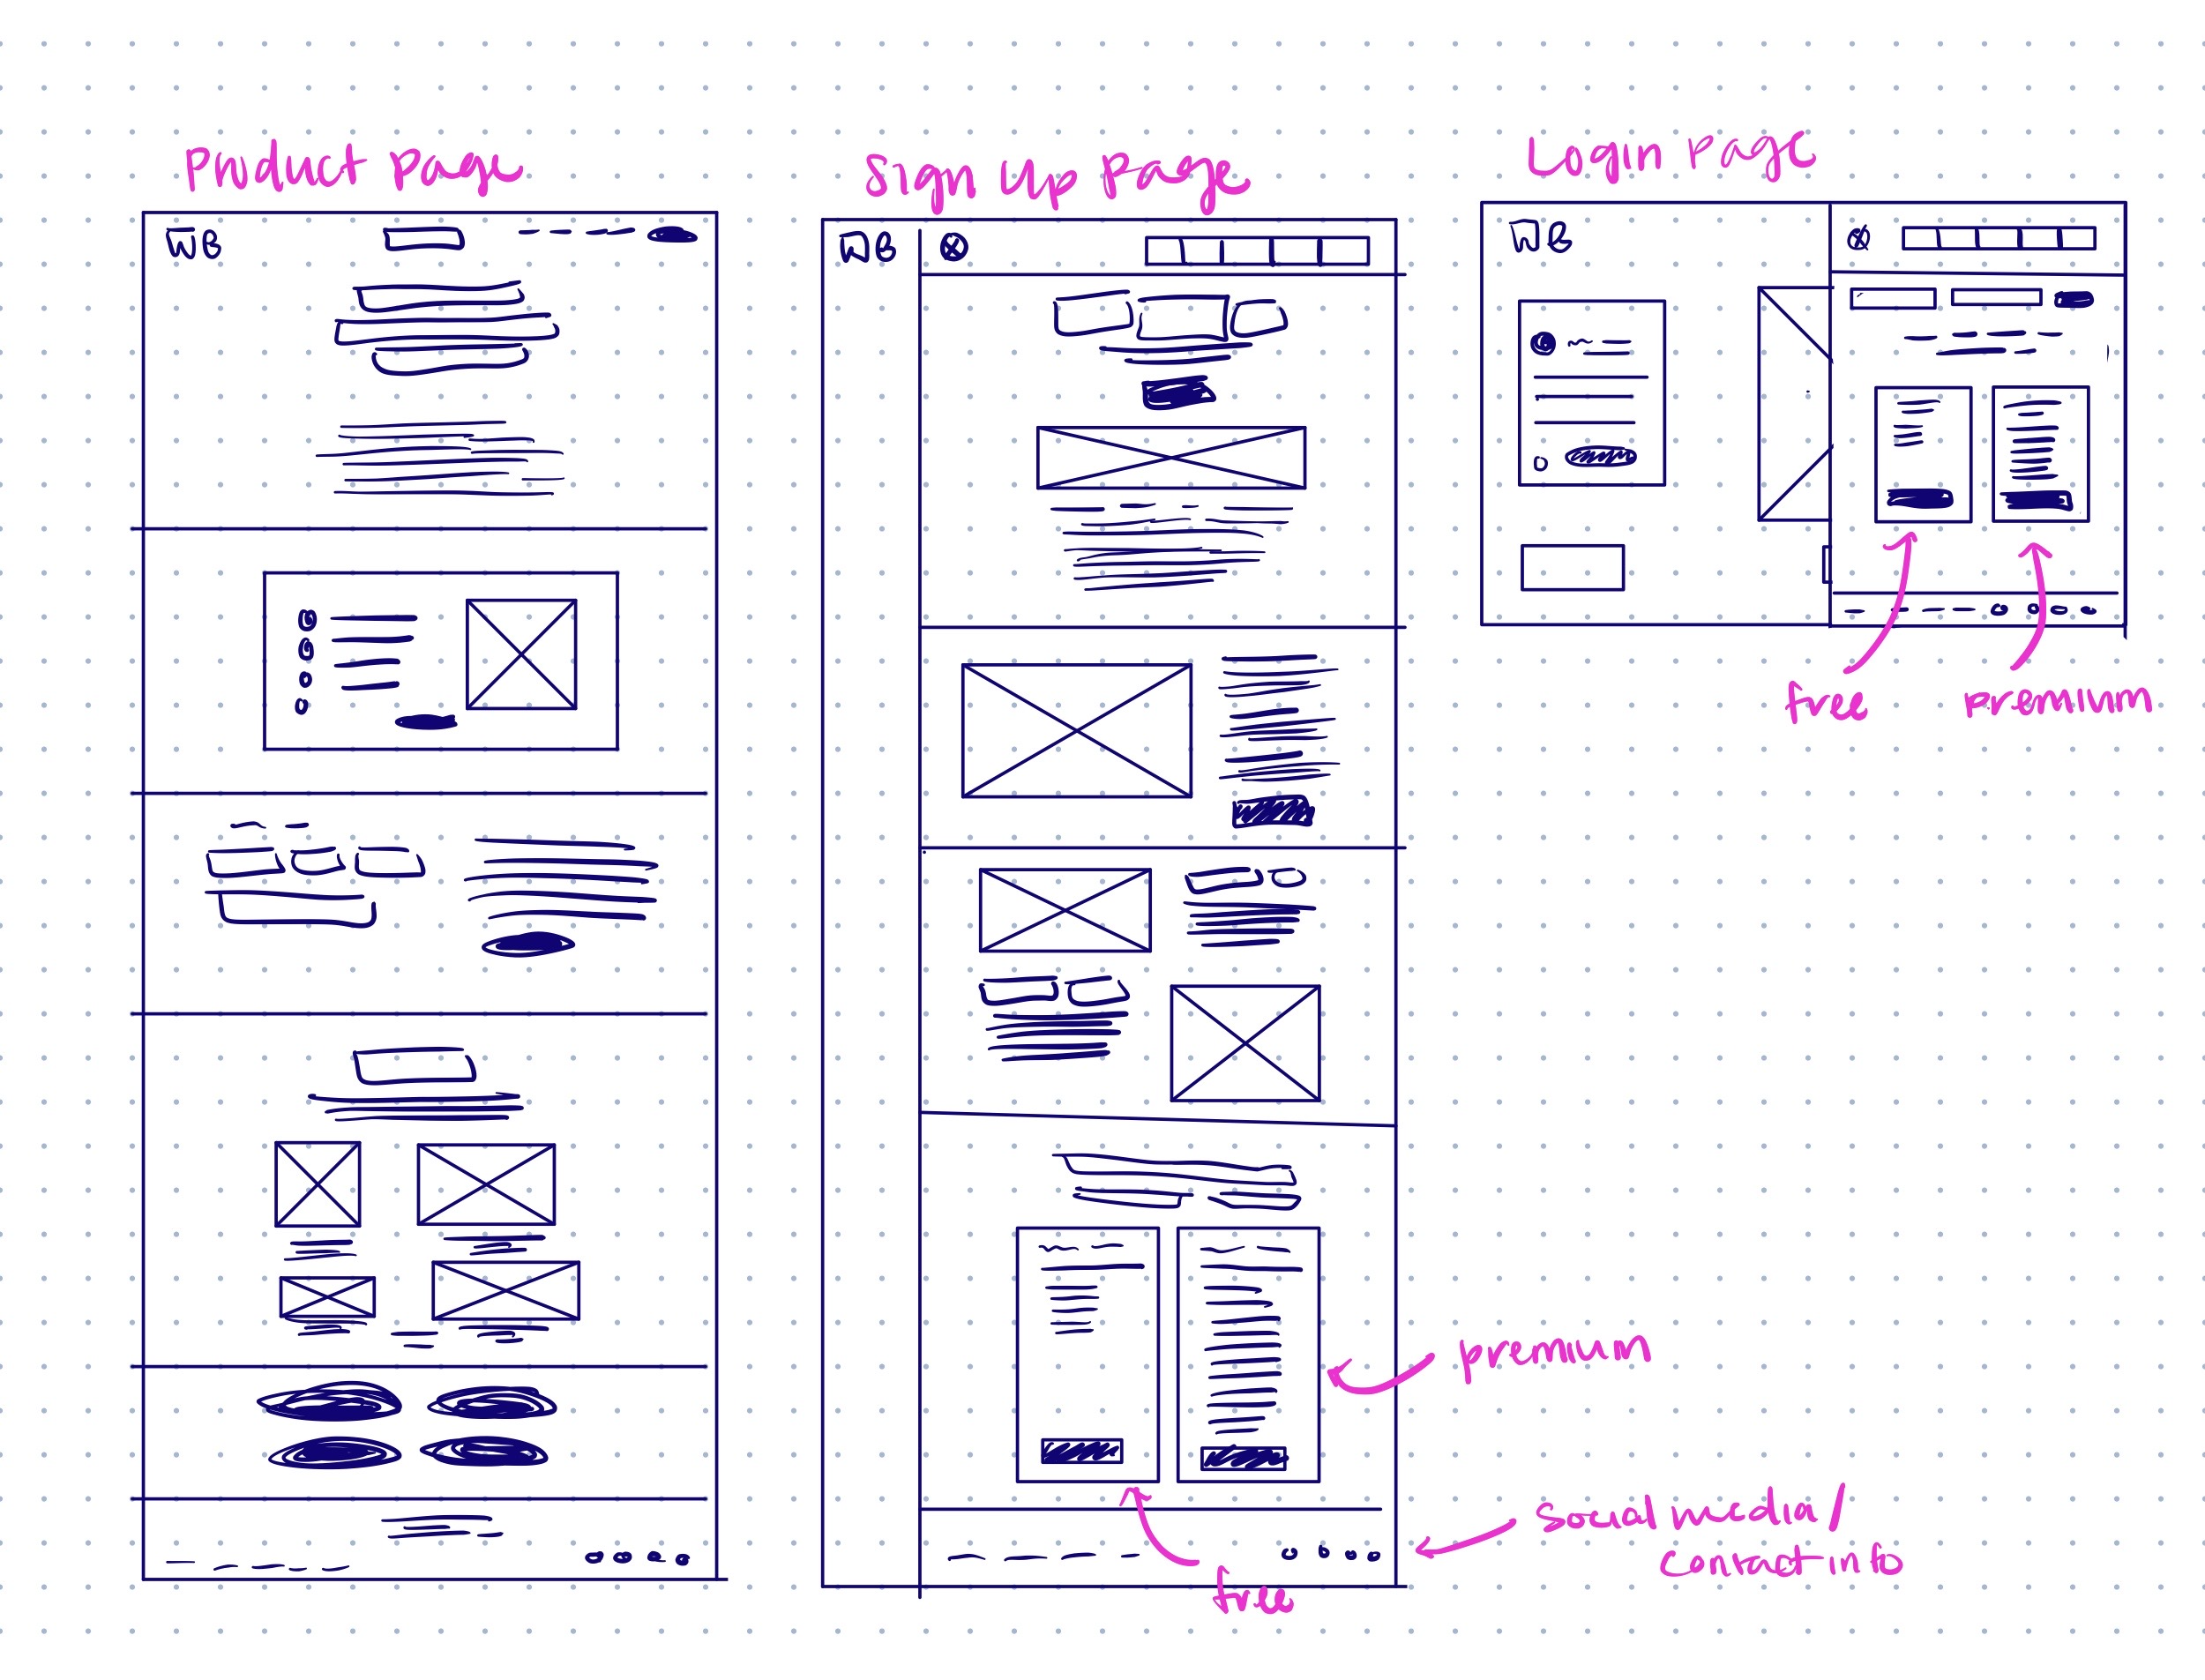 Product Page
Sign Up Page
Login Page
WB
WB
WB
free
premium
premium
social media/
contact info
free